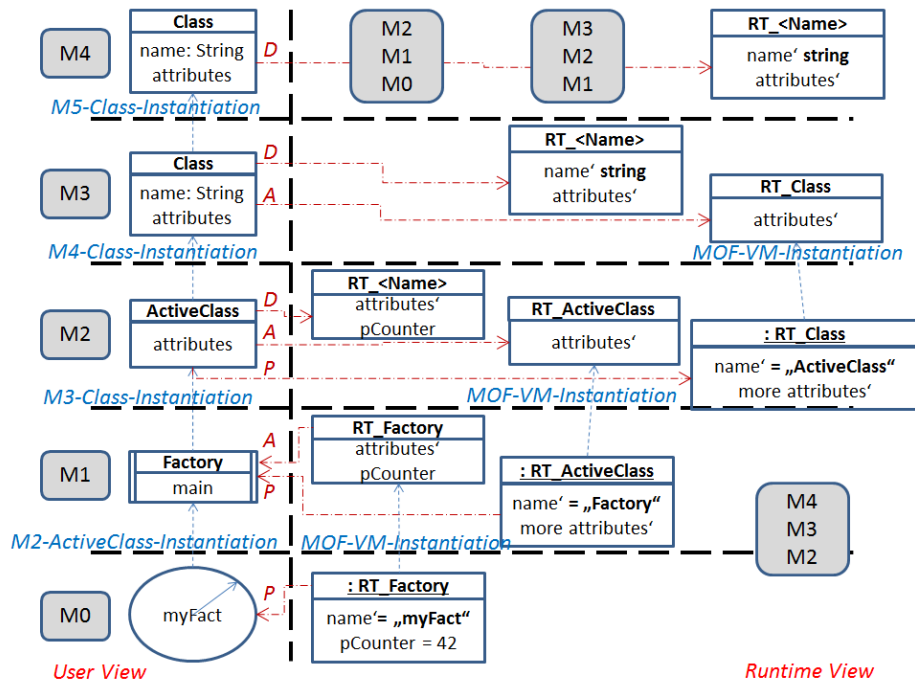 M4
Class
name: String
attributes
D
M2
M1
M0
M3
M2
M1
RT_<Name>
name‘ string
attributes‘
M5-Class-Instantiation
M3
Class
name: String
attributes
D
A
RT_<Name>
name‘ string
attributes‘
RT_Class
attributes‘
M4-Class-Instantiation
MOF-VM-Instantiation
M2
ActiveClass
attributes
D
A
P
RT_<Name>
attributes‘
pCounter
RT_ActiveClass
attributes‘
: RT_Class
name‘ = „ActiveClass“
more attributes‘
M3-Class-Instantiation
MOF-VM-Instantiation
M1
Factory
main
A
P
RT_Factory
attributes‘
pCounter
: RT_ActiveClass
name‘ = „Factory“
more attributes‘
M4
M3
M2
M2-ActiveClass-Instantiation
MOF-VM-Instantiation
M0
myFact
P
: RT_Factory
name‘= „myFact“
pCounter = 42
User View
Runtime View